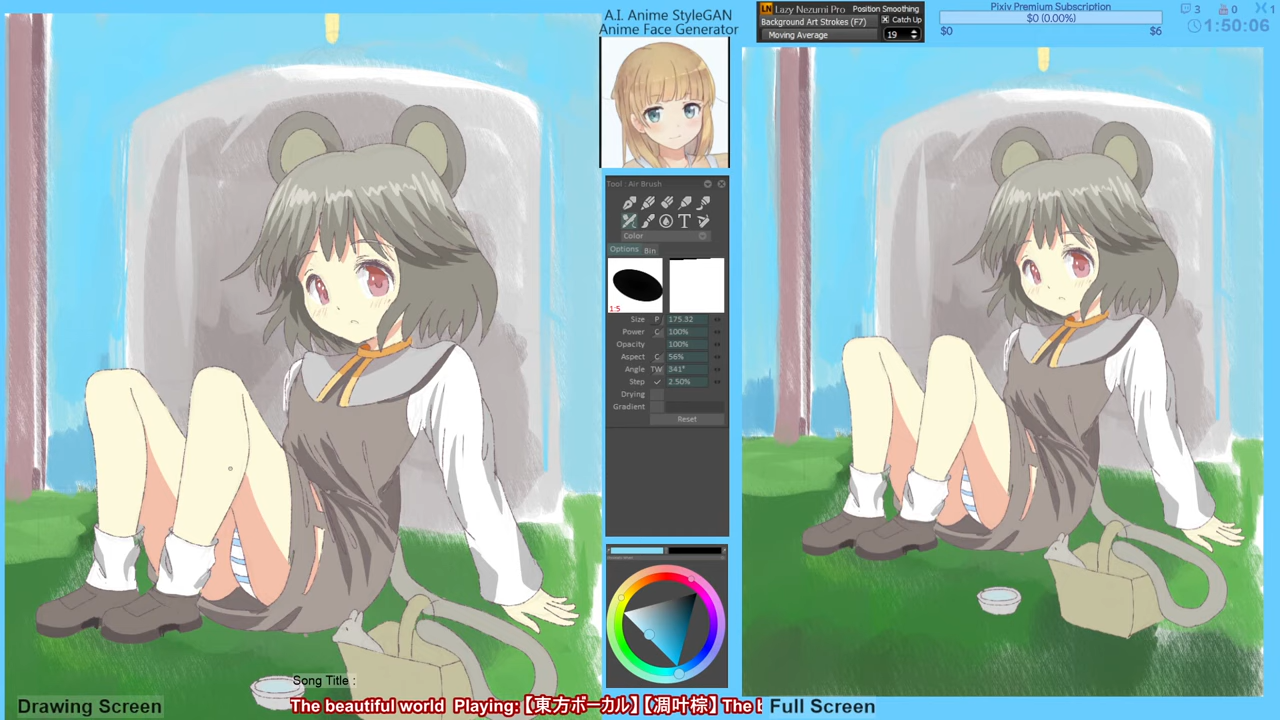 A.I. Anime StyleGAN
Anime Face Generator
LN Lazy Nezumi Pro
Position Smoothing
Background Art Strokes (F7)
Catch Up
Moving Average
19
Pixiv Premium Subscription
$0 (0.00%)
$0
$6
3
0
1
1:50:06
Tool : Air Brush
Color
Options
Bin
1:5
Size P 175.32
Power C 100%
Opacity 100%
Aspect C 56%
Angle TW 341°
Step ✓ 2.50%
Drying
Gradient
Reset
Song Title :
The beautiful world Playing: 【東方ボーカル】【凋叶棕】 The b
Drawing Screen
Full Screen